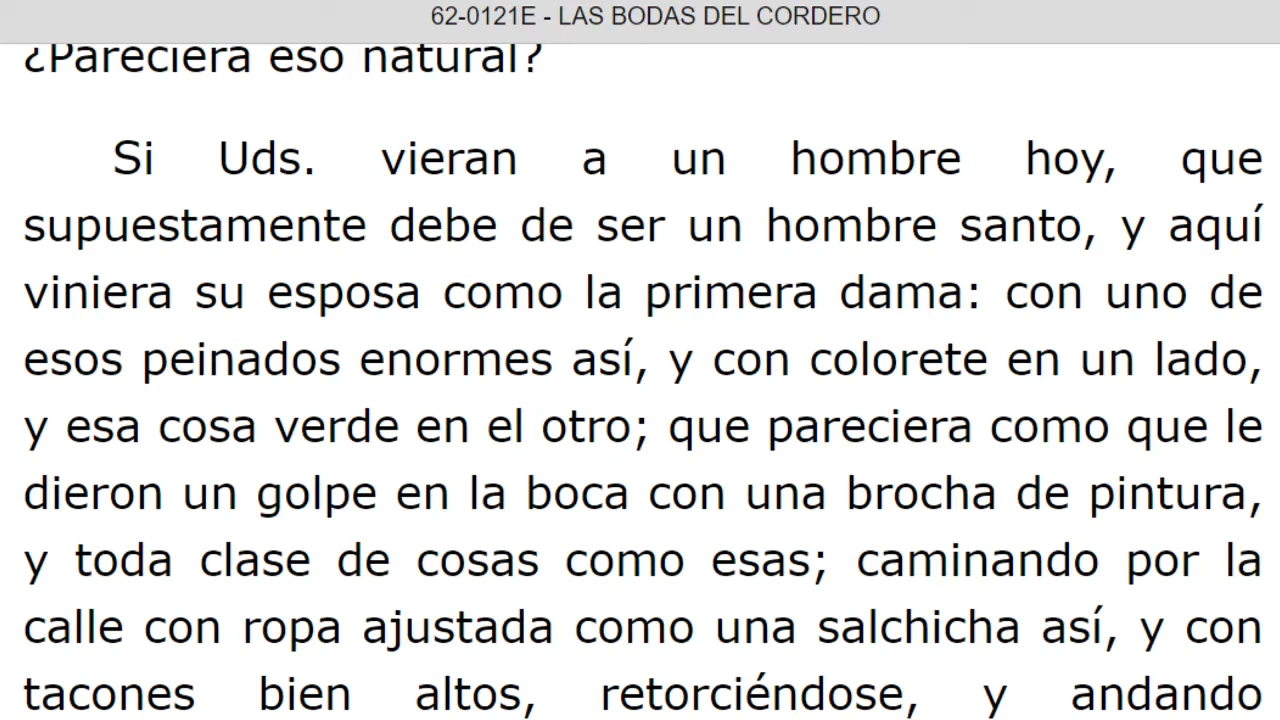 62-0121E - LAS BODAS DEL CORDERO
¿Pareciera eso natural?
Si Uds. vieran a un hombre hoy, que
supuestamente debe de ser un hombre santo, y aquí
viniera su esposa como la primera dama: con uno de
esos peinados enormes así, y con colorete en un lado,
y esa cosa verde en el otro; que pareciera como que le
dieron un golpe en la boca con una brocha de pintura,
y toda clase de cosas como esas; caminando por la
calle con ropa ajustada como una salchicha así, y con
tacones bien altos, retorciéndose, y andando